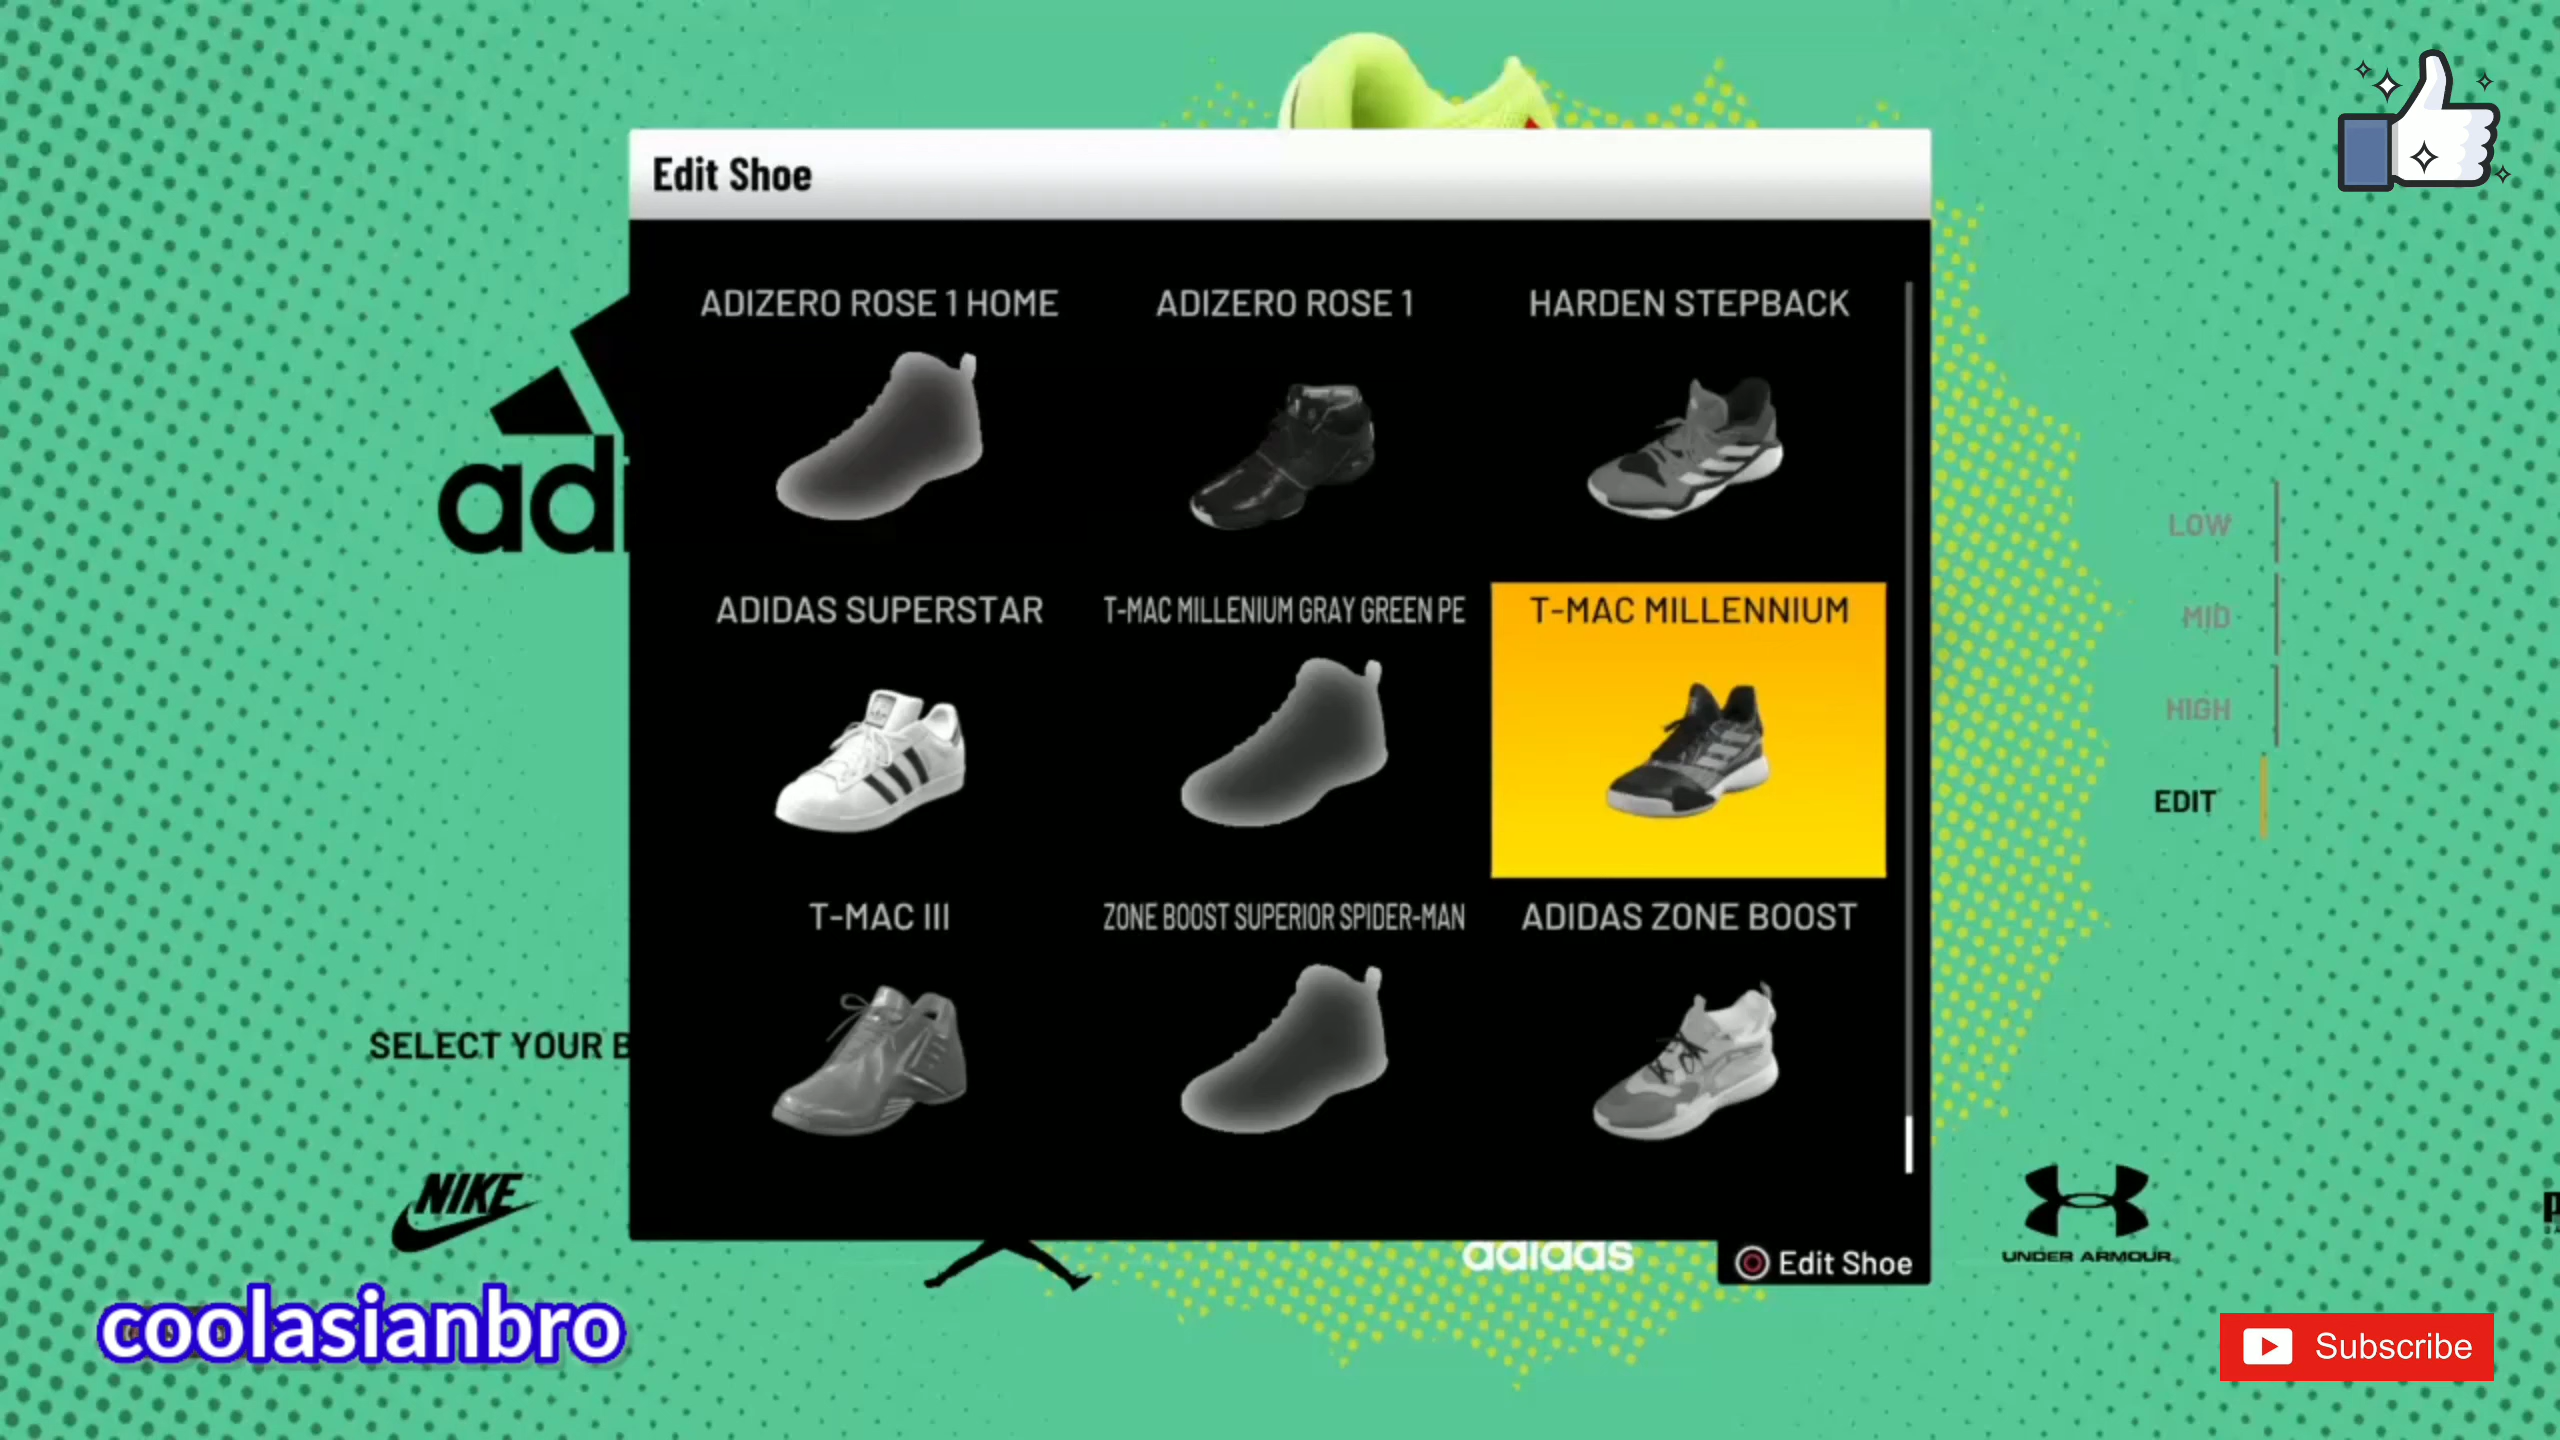 Edit Shoe
ADIZERO ROSE 1 HOME
ADIZERO ROSE 1
HARDEN STEPBACK
ADIDAS SUPERSTAR
T-MAC MILLENIUM GRAY GREEN PE
T-MAC MILLENNIUM
T-MAC III
ZONE BOOST SUPERIOR SPIDER-MAN
ADIDAS ZONE BOOST
adi
LOW
MID
HIGH
EDIT
SELECT YOUR B
NIKE
adidas
Edit Shoe
UNDER ARMOUR
coolasianbro
Subscribe